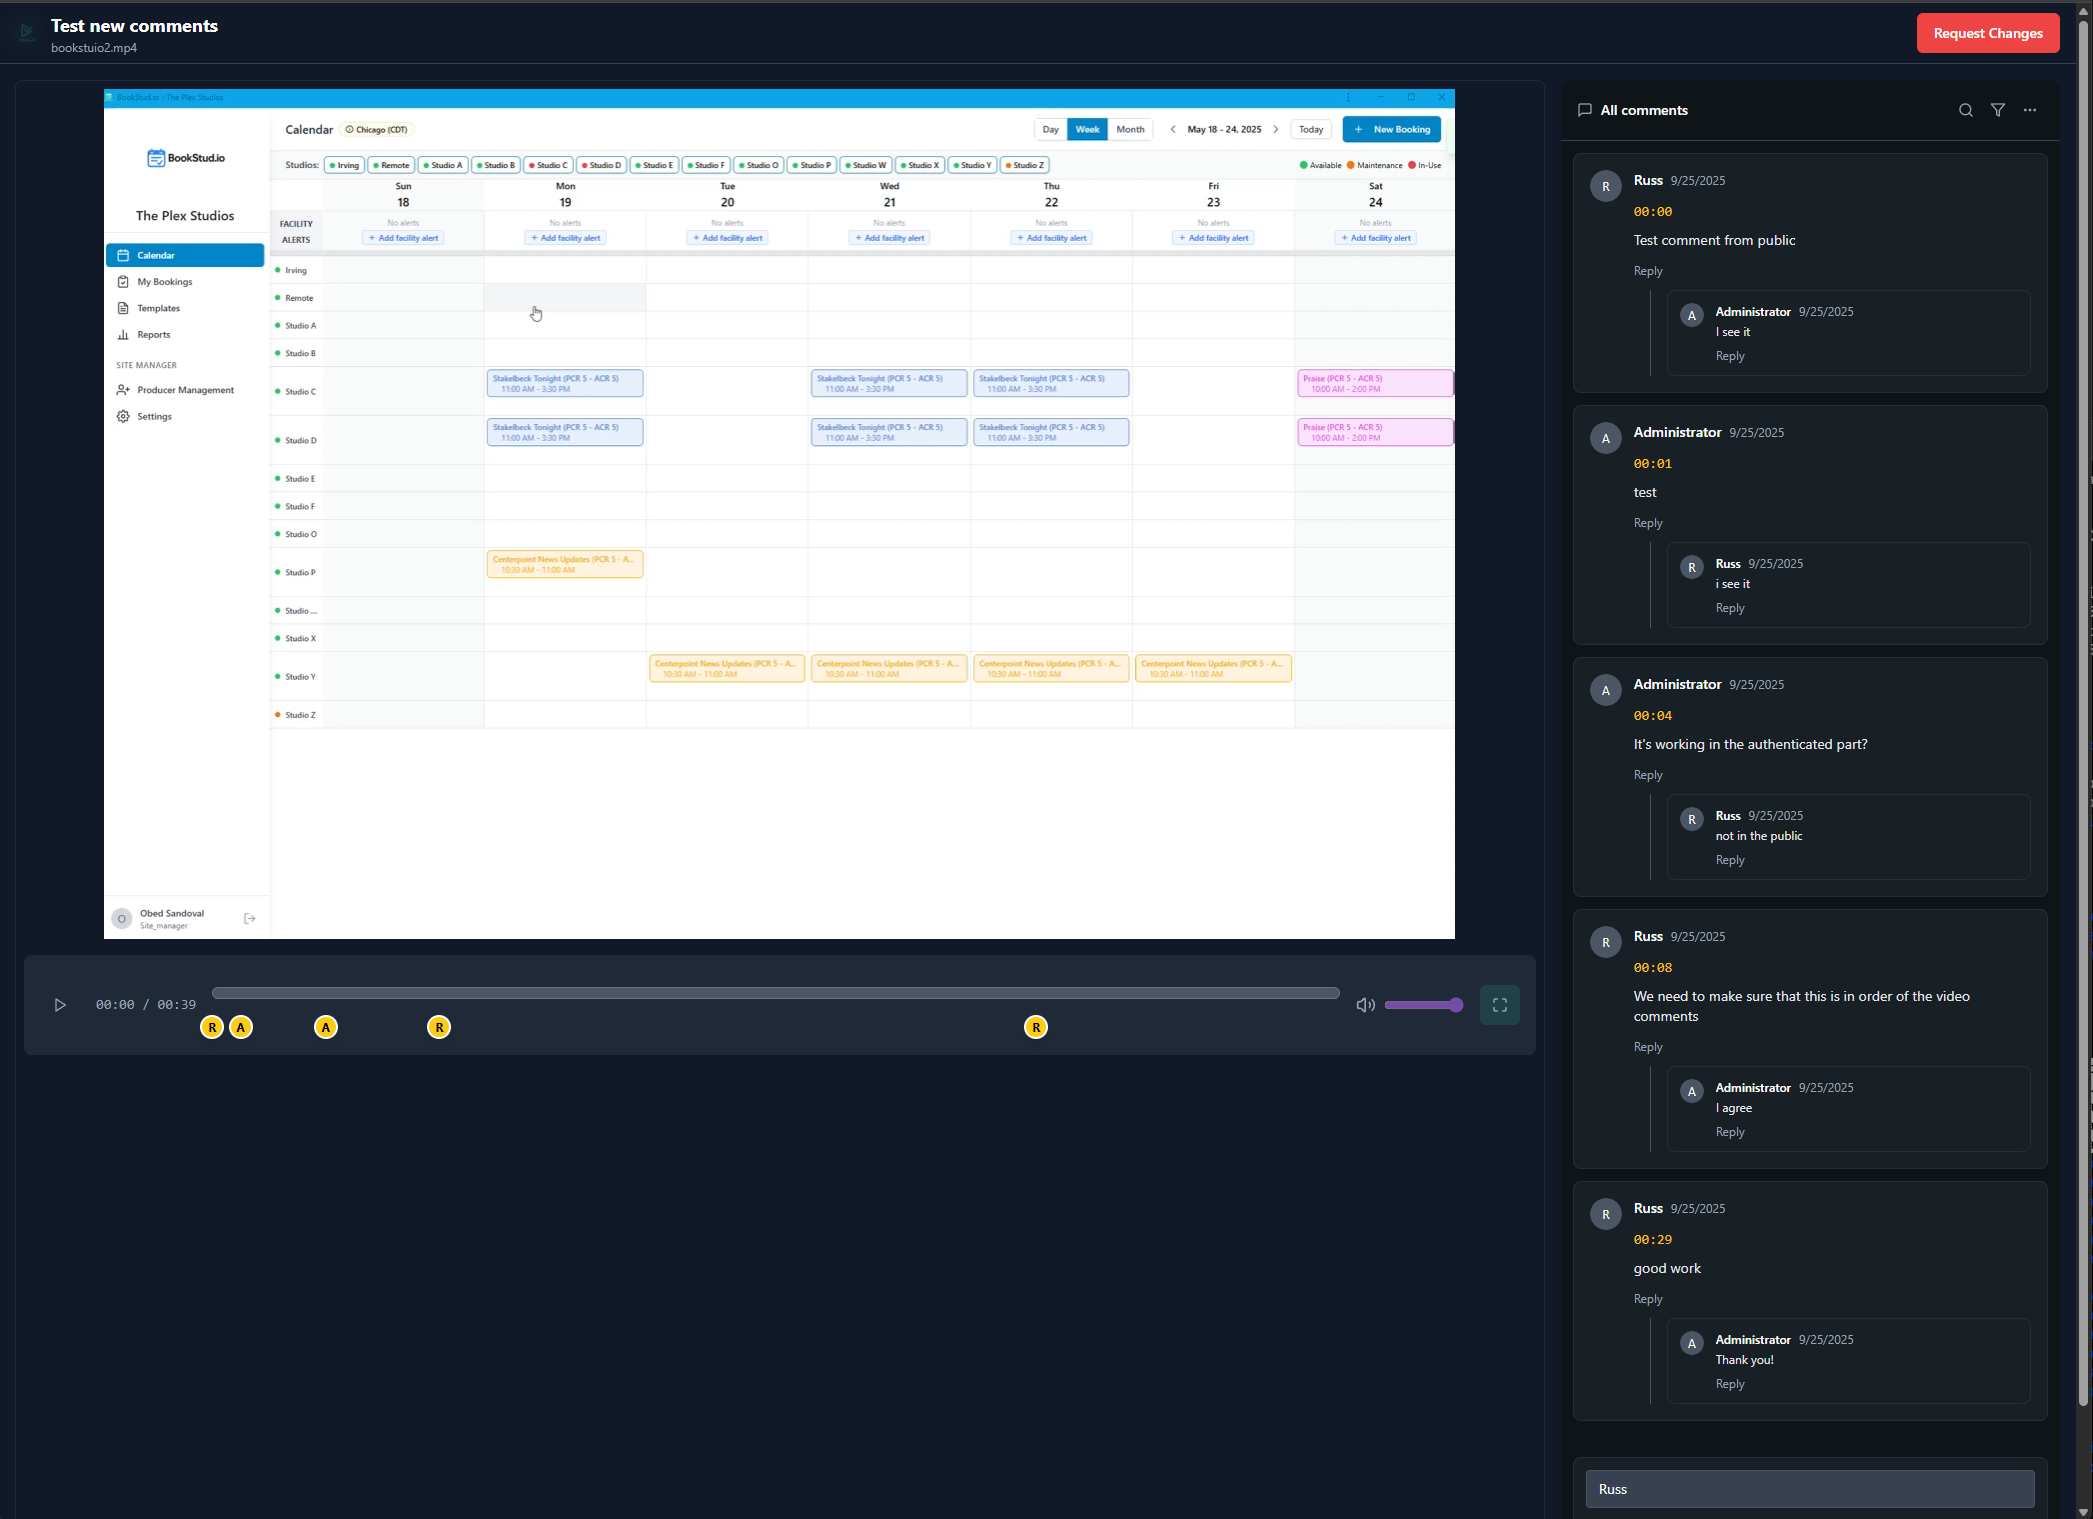 Test new comments
bookstuio2.mp4
Request Changes
BookStud.io - The Plex Studios
BookStud.io
The Plex Studios
Calendar
My Bookings
Templates
Reports
SITE MANAGER
Producer Management
Settings
Obed Sandoval
Site_manager
O
Calendar Chicago (CDT)
Day Week Month May 18 - 24, 2025 Today + New Booking
Studios: Irving Remote Studio A Studio B Studio C Studio D Studio E Studio F Studio O Studio P Studio W Studio X Studio Y Studio Z
Available Maintenance In-Use
Sun Mon Tue Wed Thu Fri Sat
18 19 20 21 22 23 24
FACILITY ALERTS
No alerts No alerts No alerts No alerts No alerts No alerts No alerts
+ Add facility alert + Add facility alert + Add facility alert + Add facility alert + Add facility alert + Add facility alert + Add facility alert
Irving
Remote
Studio A
Studio B
Studio C
Stakelbeck Tonight (PCR 5 - ACR 5) Stakelbeck Tonight (PCR 5 - ACR 5) Stakelbeck Tonight (PCR 5 - ACR 5) Praise (PCR 5 - ACR 5)
11:00 AM - 3:30 PM 11:00 AM - 3:30 PM 11:00 AM - 3:30 PM 10:00 AM - 2:00 PM
Studio D
Stakelbeck Tonight (PCR 5 - ACR 5) Stakelbeck Tonight (PCR 5 - ACR 5) Stakelbeck Tonight (PCR 5 - ACR 5) Praise (PCR 5 - ACR 5)
11:00 AM - 3:30 PM 11:00 AM - 3:30 PM 11:00 AM - 3:30 PM 10:00 AM - 2:00 PM
Studio E
Studio F
Studio O
Studio P
Centerpoint News Updates (PCR 5 - A...
10:30 AM - 11:00 AM
Studio ...
Studio X
Studio Y
Centerpoint News Updates (PCR 5 - A... Centerpoint News Updates (PCR 5 - A... Centerpoint News Updates (PCR 5 - A... Centerpoint News Updates (PCR 5 - A...
10:30 AM - 11:00 AM 10:30 AM - 11:00 AM 10:30 AM - 11:00 AM 10:30 AM - 11:00 AM
Studio Z
00:00 / 00:39
R A A R R
All comments
R
Russ 9/25/2025
00:00
Test comment from public
Reply
A
Administrator 9/25/2025
I see it
Reply
A
Administrator 9/25/2025
00:01
test
Reply
R
Russ 9/25/2025
i see it
Reply
A
Administrator 9/25/2025
00:04
It's working in the authenticated part?
Reply
R
Russ 9/25/2025
not in the public
Reply
R
Russ 9/25/2025
00:08
We need to make sure that this is in order of the video
comments
Reply
A
Administrator 9/25/2025
I agree
Reply
R
Russ 9/25/2025
00:29
good work
Reply
A
Administrator 9/25/2025
Thank you!
Reply
Russ